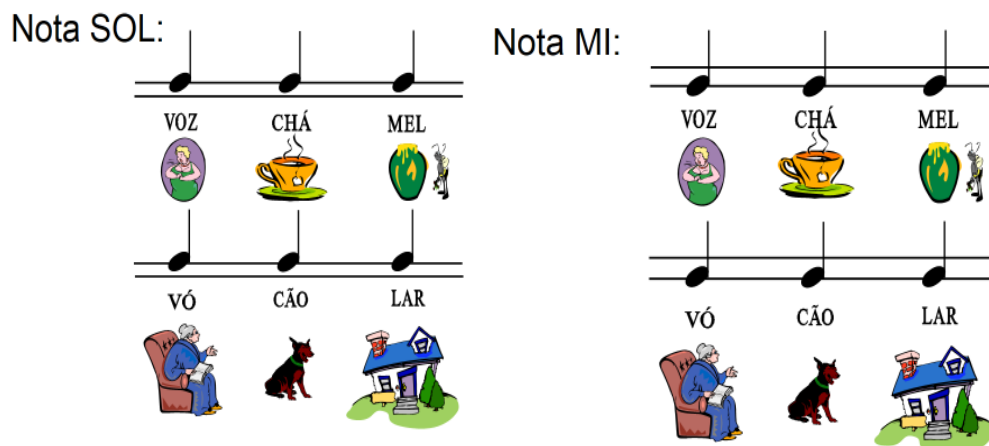 Nota SOL:
VOZ CHÁ MEL
VÓ CÃO LAR
Nota MI:
VOZ CHÁ MEL
VÓ CÃO LAR